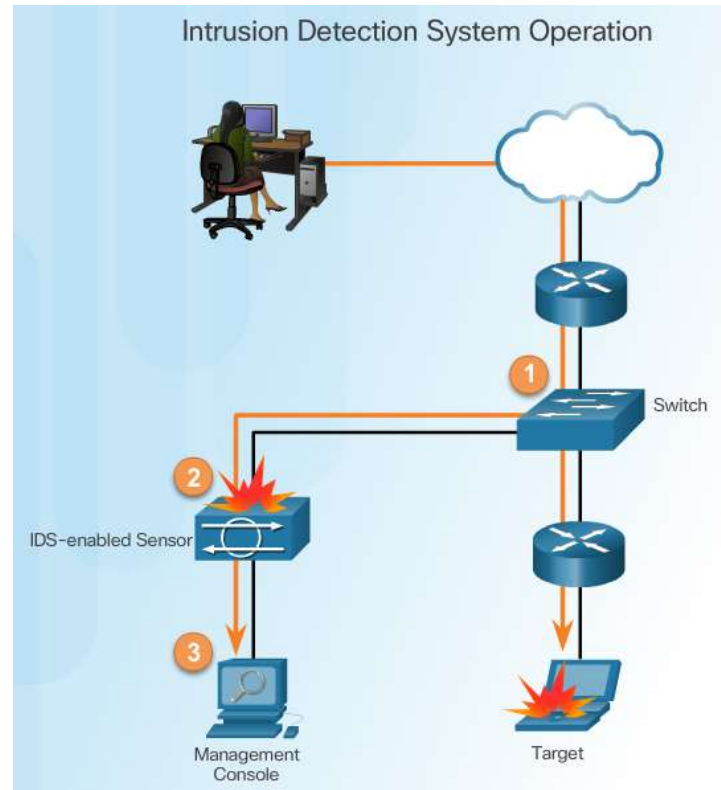 Intrusion Detection System Operation
1
Switch
2
IDS-enabled Sensor
3
Management
Console
Target